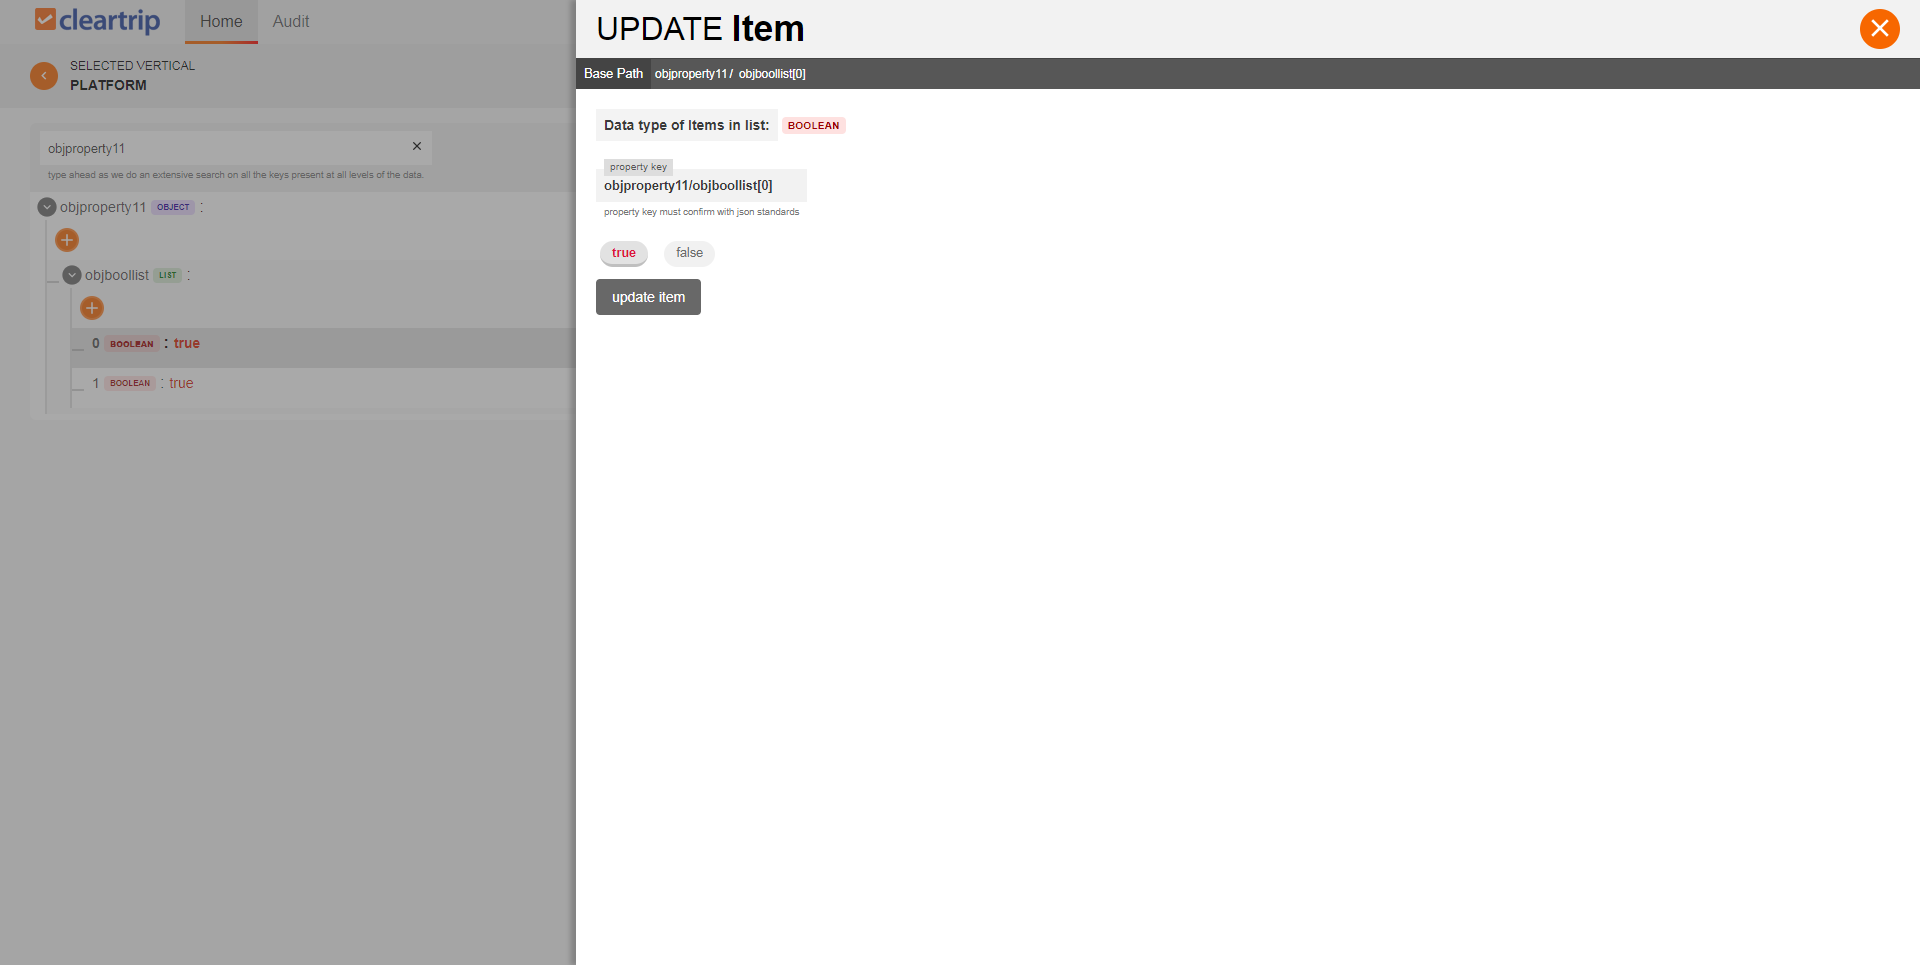 cleartrip
Home
Audit
SELECTED VERTICAL
PLATFORM
objproperty11
type ahead as we do an extensive search on all the keys present at all levels of the data.
objproperty11 OBJECT :
objboollist LIST :
0 BOOLEAN : true
1 BOOLEAN : true
UPDATE Item
Base Path objproperty11/ objboollist[0]
Data type of Items in list: BOOLEAN
property key
objproperty11/objboollist[0]
property key must confirm with json standards
true false
update item